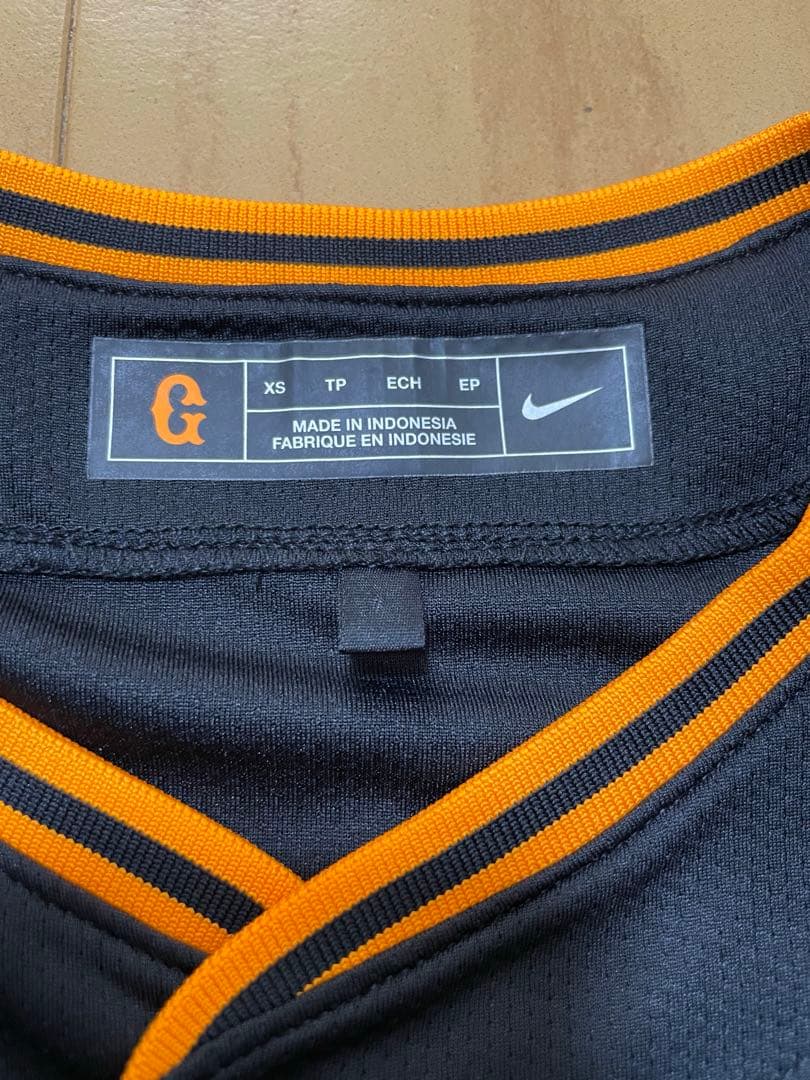 G
XS TP ECH EP
MADE IN INDONESIA
FABRIQUE EN INDONESIE